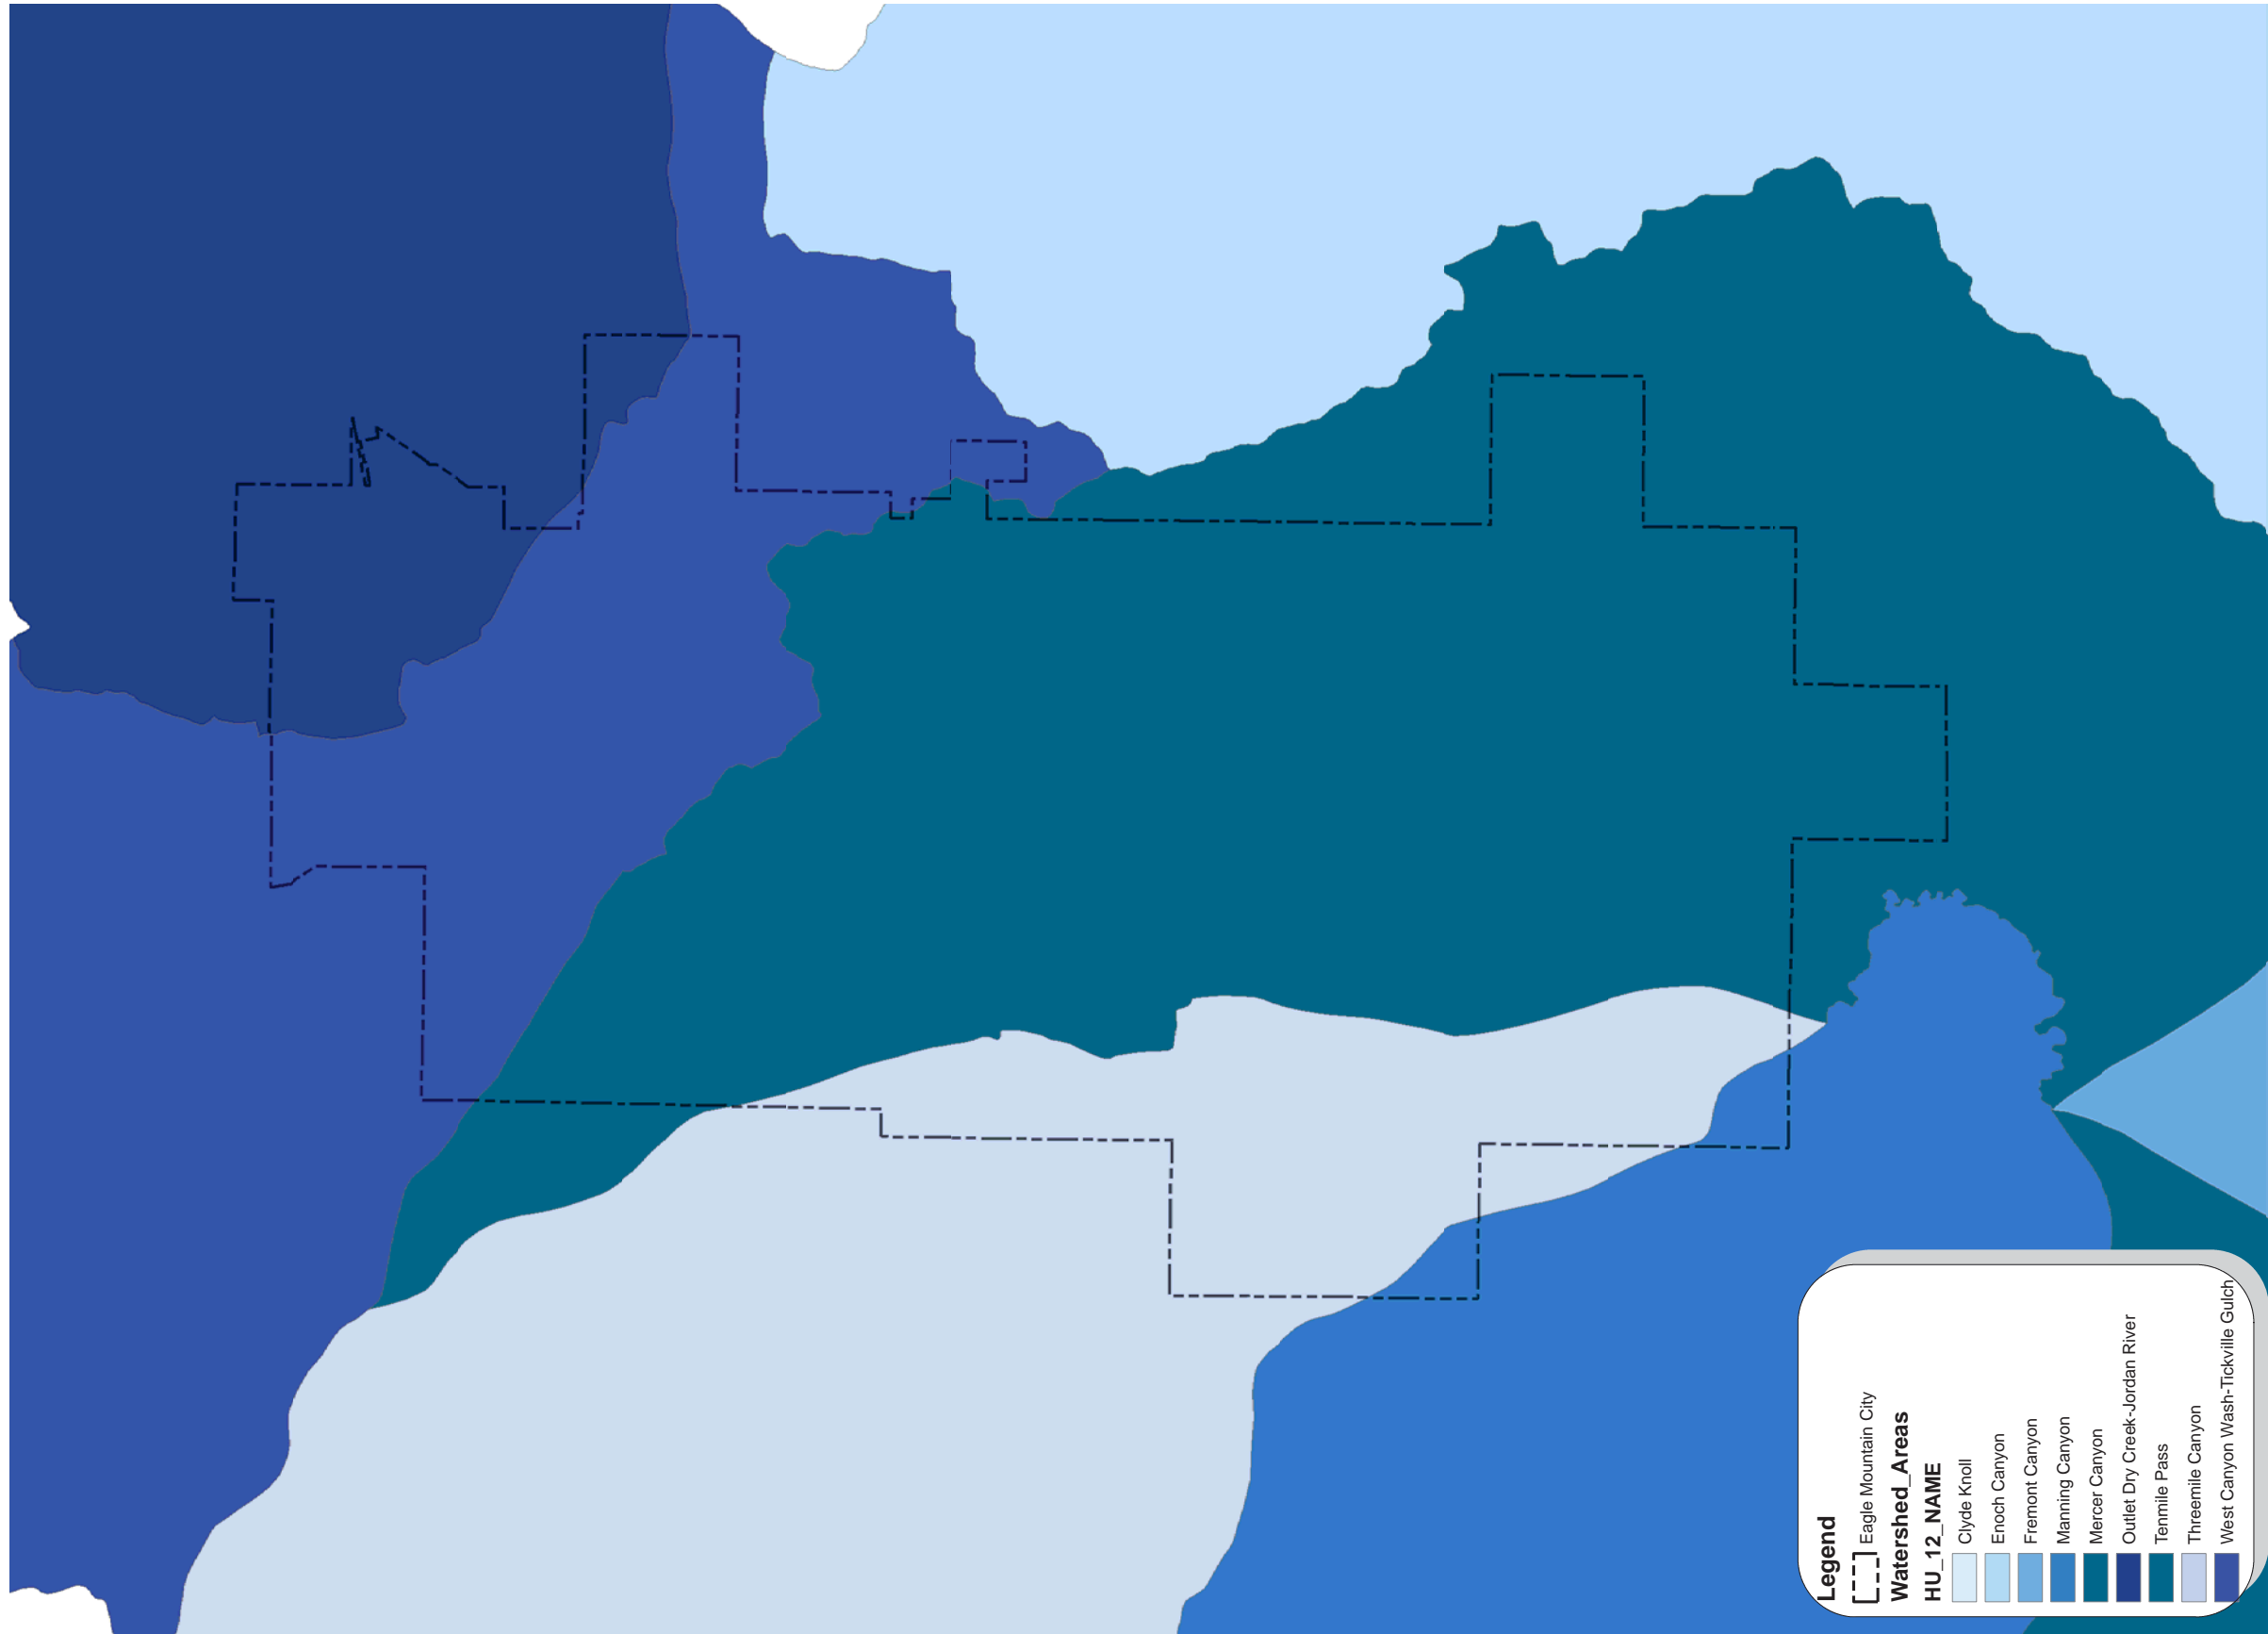 Legend
Eagle Mountain City
Watershed_Areas
HU_12_NAME
Clyde Knoll
Enoch Canyon
Fremont Canyon
Manning Canyon
Mercer Canyon
Outlet Dry Creek-Jordan River
Tenmile Pass
Threemile Canyon
West Canyon Wash-Tickville Gulch